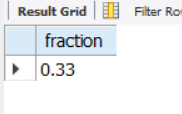 Result Grid Filter Ro
fraction
0.33